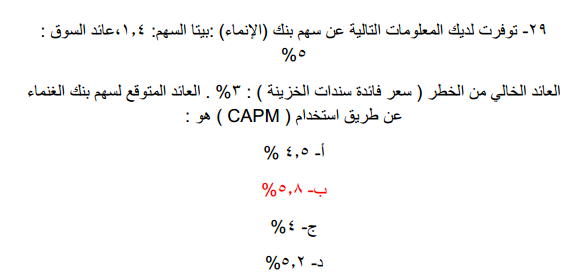 ٢٩- توفرت لديك المعلومات التالية عن سهم بنك (الإنماء) :بيتا السهم: ١,٤،عائد السوق :
٥%
العائد الخالي من الخطر ( سعر فائدة سندات الخزينة ) : ٣% . العائد المتوقع لسهم بنك الغنماء
عن طريق استخدام ( CAPM ) هو :
أ- ٤,٥ %
ب- ٥,٨%
ج- ٤%
د- ٥,٢%